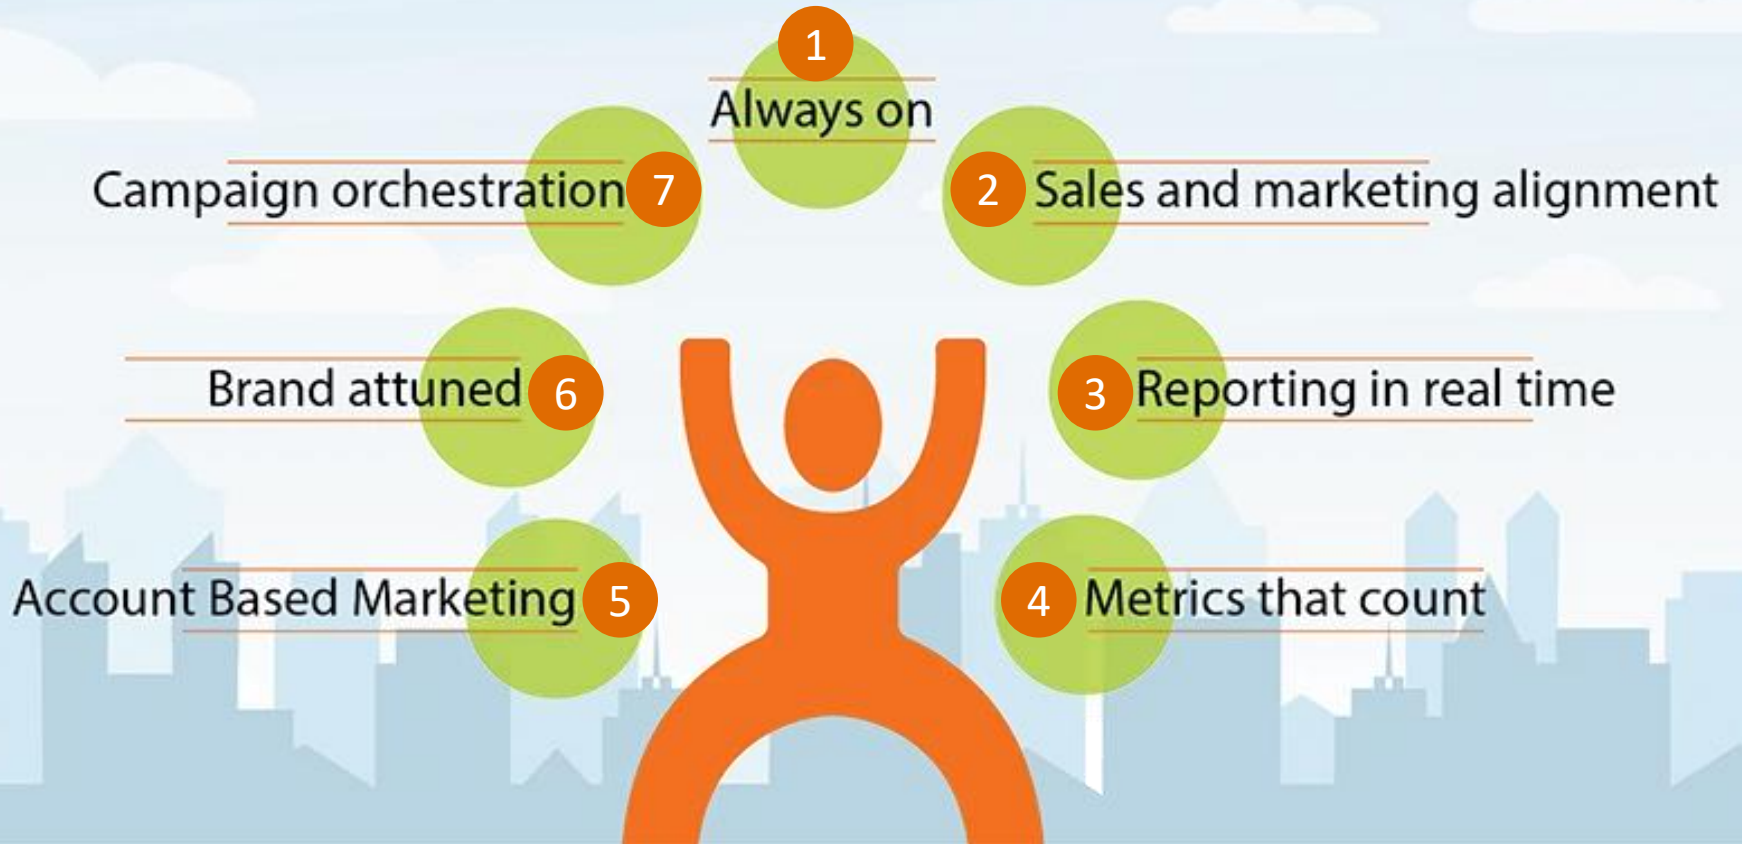 1
Always on
2 Sales and marketing alignment
3 Reporting in real time
4 Metrics that count
Account Based Marketing 5
Brand attuned 6
Campaign orchestration 7